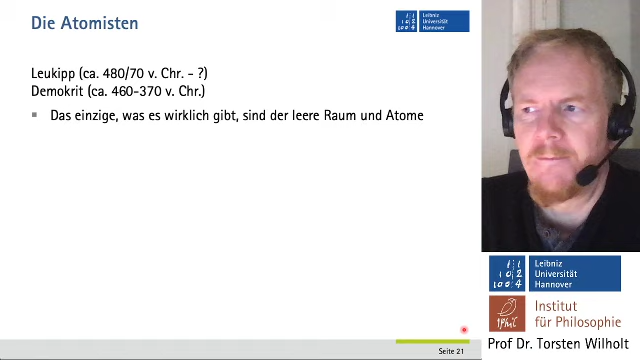 Die Atomisten
Leibniz
Universität
Hannover
Leukipp (ca. 480/70 v. Chr. - ?)
Demokrit (ca. 460-370 v. Chr.)
Das einzige, was es wirklich gibt, sind der leere Raum und Atome
Leibniz
Universität
Hannover
Institut
für Philosophie
Prof Dr. Torsten Wilholt
Seite 21